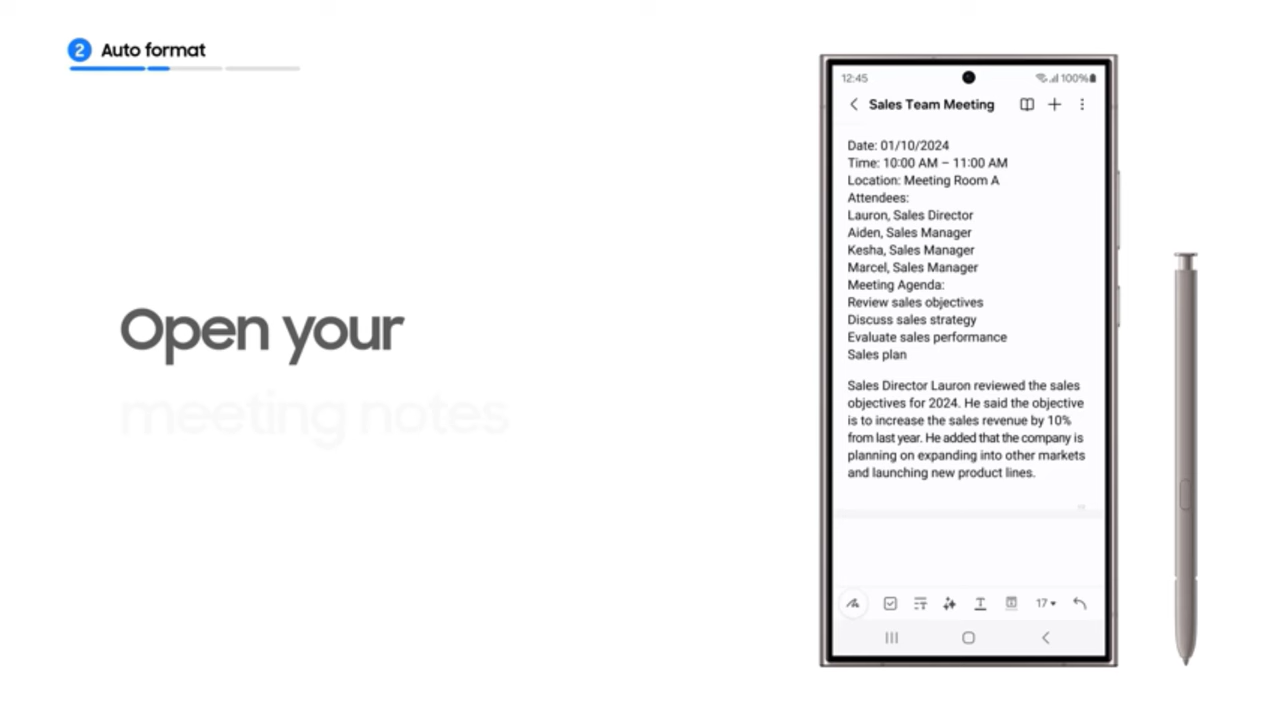 2 Auto format
Open your
meeting notes
12:45
100%
Sales Team Meeting
Date: 01/10/2024
Time: 10:00 AM – 11:00 AM
Location: Meeting Room A
Attendees:
Lauron, Sales Director
Aiden, Sales Manager
Kesha, Sales Manager
Marcel, Sales Manager
Meeting Agenda:
Review sales objectives
Discuss sales strategy
Evaluate sales performance
Sales plan
Sales Director Lauron reviewed the sales
objectives for 2024. He said the objective
is to increase the sales revenue by 10%
from last year. He added that the company is
planning on expanding into other markets
and launching new product lines.
17